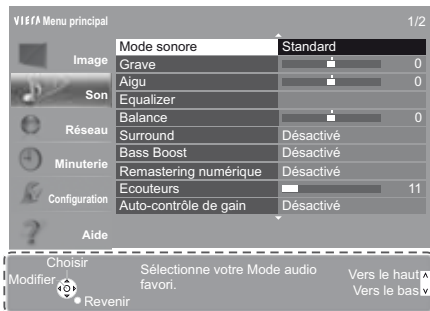 VIErA Menu principal 1/2
Image
Son
Réseau
Minuterie
Configuration
Aide
Mode sonore Standard
Grave 0
Aigu 0
Equalizer
Balance 0
Surround Désactivé
Bass Boost Désactivé
Remastering numérique Désactivé
Ecouteurs 11
Auto-contrôle de gain Désactivé
Choisir
Modifier
Revenir
Sélectionne votre Mode audio
favori.
Vers le haut
Vers le bas